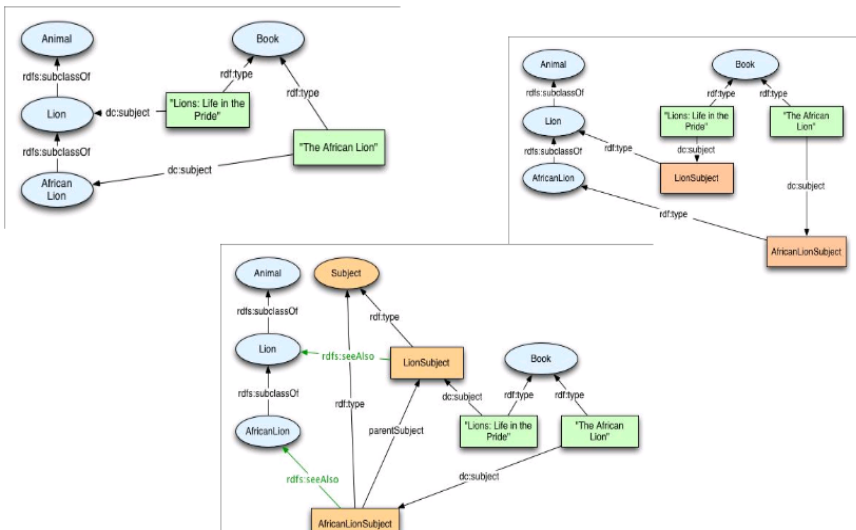 Animal
Book
rdfs:subclassOf
rdf:type
rdf:type
Lion
dc:subject
"Lions: Life in the
Pride"
rdfs:subclassOf
"The African Lion"
African
Lion
dc:subject
Animal
Book
rdfs:subclassOf
rdf:type
rdf:type
Lion
"Lions: Life in the
Pride"
"The African
Lion"
rdfs:subclassOf
rdf:type
dc:subject
AfricanLion
LionSubject
dc:subject
rdf:type
AfricanLionSubject
Animal
Subject
rdfs:subclassOf
rdf:type
Lion
rdfs:seeAlso
LionSubject
Book
rdfs:subclassOf
rdf:type
dc:subject
rdf:type
rdf:type
AfricanLion
parentSubject
"Lions: Life in the
Pride"
"The African
Lion"
rdfs:seeAlso
dc:subject
AfricanLionSubject